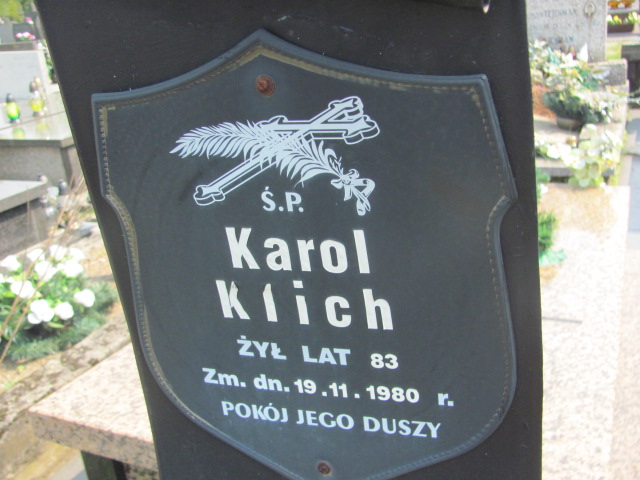 Ś.P.
Karol
Klich
ŻYŁ LAT 83
Zm. dn. 19.11.1980 r.
POKÓJ JEGO DUSZY